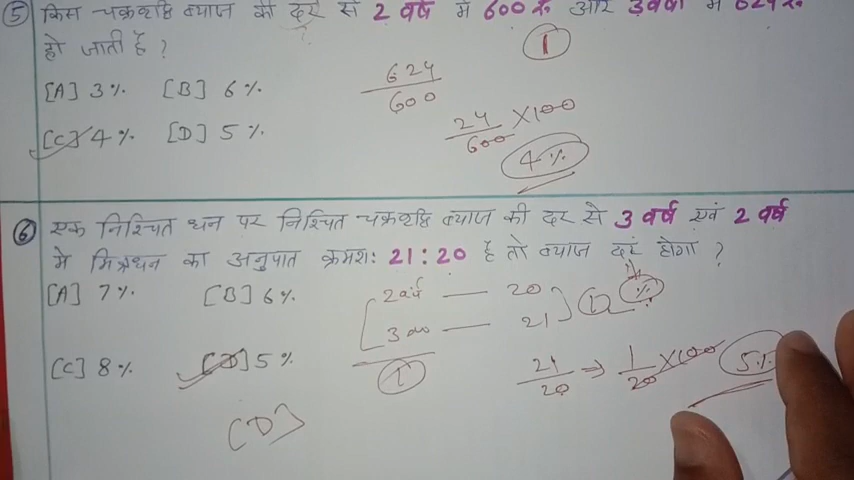 ⑤ किस चक्रवृद्धि ब्याज की दर से 2 वर्ष में 600 रु और 3 वर्षो में 624 रु
हो जाती है ?
1
[A] 3% [B] 6%
[C] 4% [D] 5%
624
600
24/600 × 100
4%
⑥ एक निश्चित धन पर निश्चित चक्रवृद्धि ब्याज की दर से 3 वर्ष एवं 2 वर्ष
में मिश्रधन का अनुपात क्रमश: 21 : 20 है तो ब्याज दर होगा ?
[A] 7% [B] 6%
[C] 8% [D] 5%
2 वर्ष — 20
3 — 21
1
%
21/20 ⇒ 1/20 × 100
5%
[D]